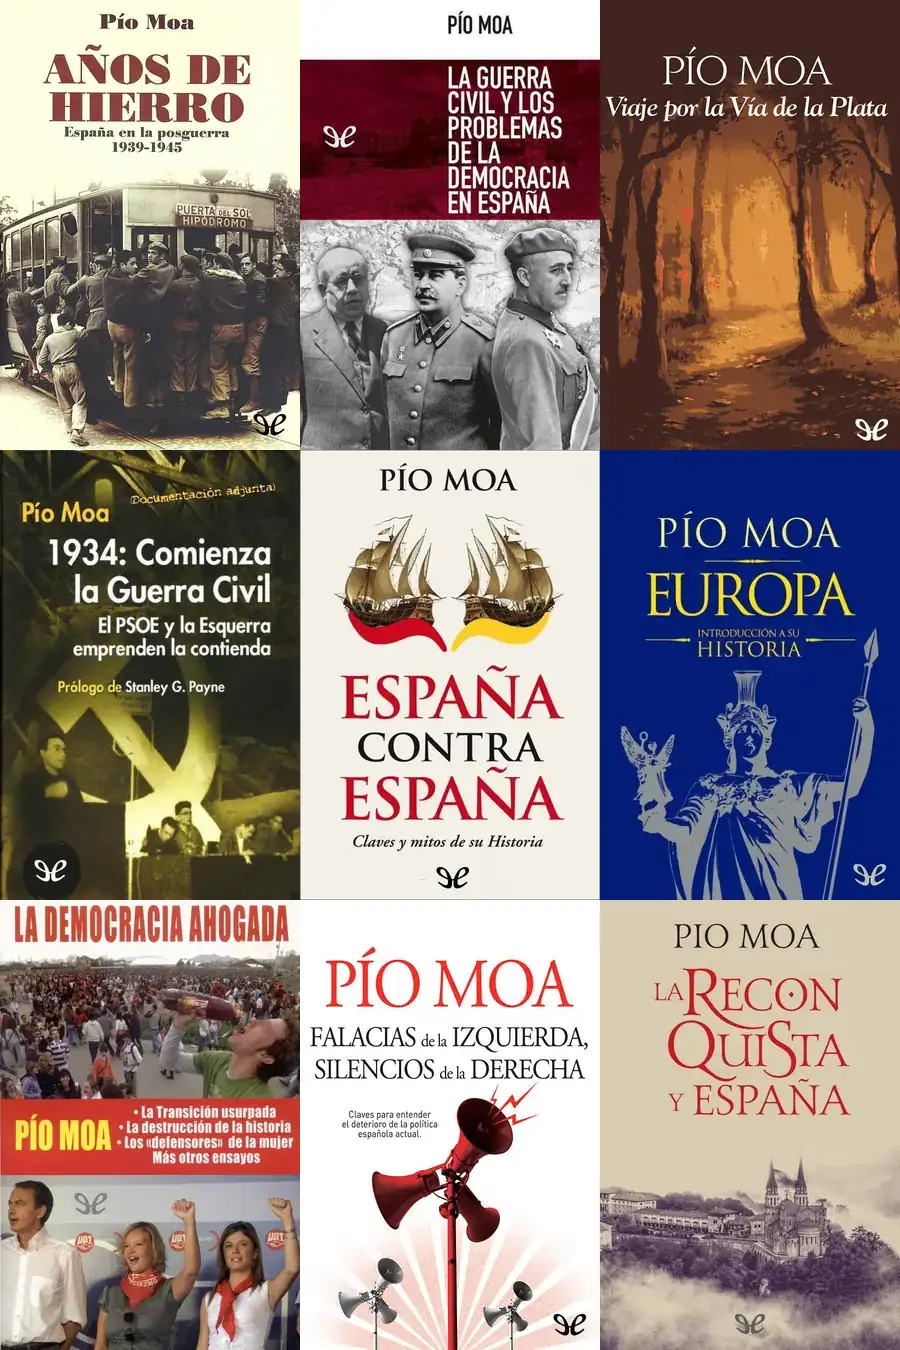 Pío Moa
AÑOS DE
HIERRO
España en la posguerra
1939-1945
PUERTA DEL SOL
HIPÓDROMO
PÍO MOA
LA GUERRA
CIVIL Y LOS
PROBLEMAS
DE LA
DEMOCRACIA
EN ESPAÑA
PÍO MOA
Viaje por la Vía de la Plata
(Documentación adjunta)
Pío Moa
1934: Comienza
la Guerra Civil
El PSOE y la Esquerra
emprenden la contienda
Prólogo de Stanley G. Payne
PÍO MOA
ESPAÑA
CONTRA
ESPAÑA
Claves y mitos de su Historia
PÍO MOA
EUROPA
INTRODUCCIÓN A SU
HISTORIA
LA DEMOCRACIA AHOGADA
PÍO MOA
• La Transición usurpada
• La destrucción de la historia
• Los «defensores» de la mujer
Más otros ensayos
UGT
UGT
UGT
PÍO MOA
FALACIAS de la IZQUIERDA,
SILENCIOS de la DERECHA
Claves para entender
el deterioro de la política
española actual.
PIO MOA
LA RECON
QUISTA
Y ESPAÑA